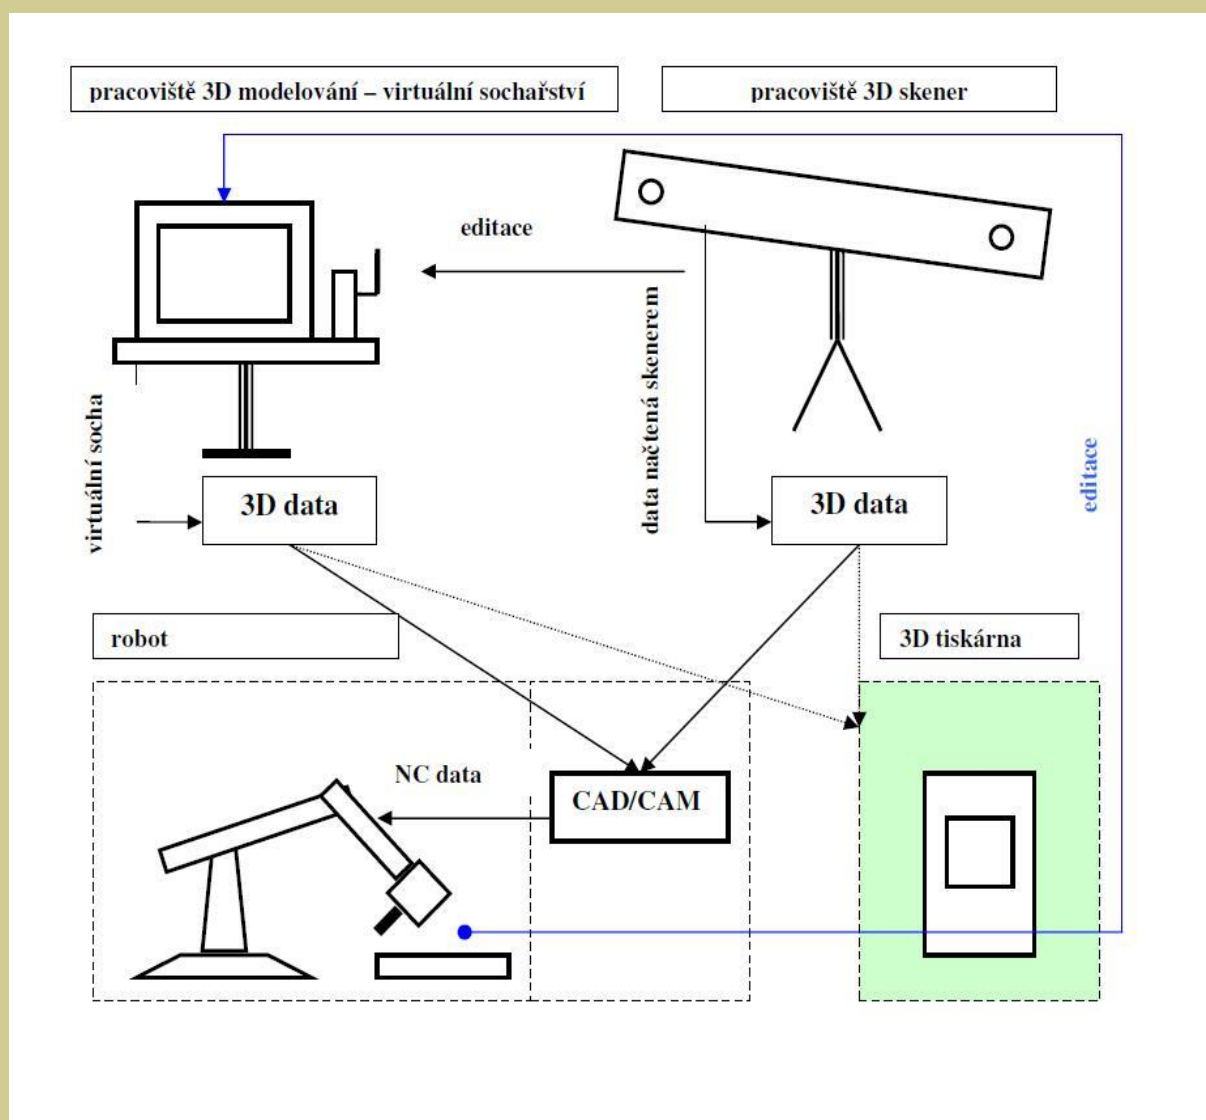 pracoviště 3D modelování – virtuální sochařství
pracoviště 3D skener
editace
data načtená skenerem
virtuální socha
editace
3D data
3D data
robot
3D tiskárna
NC data
CAD/CAM